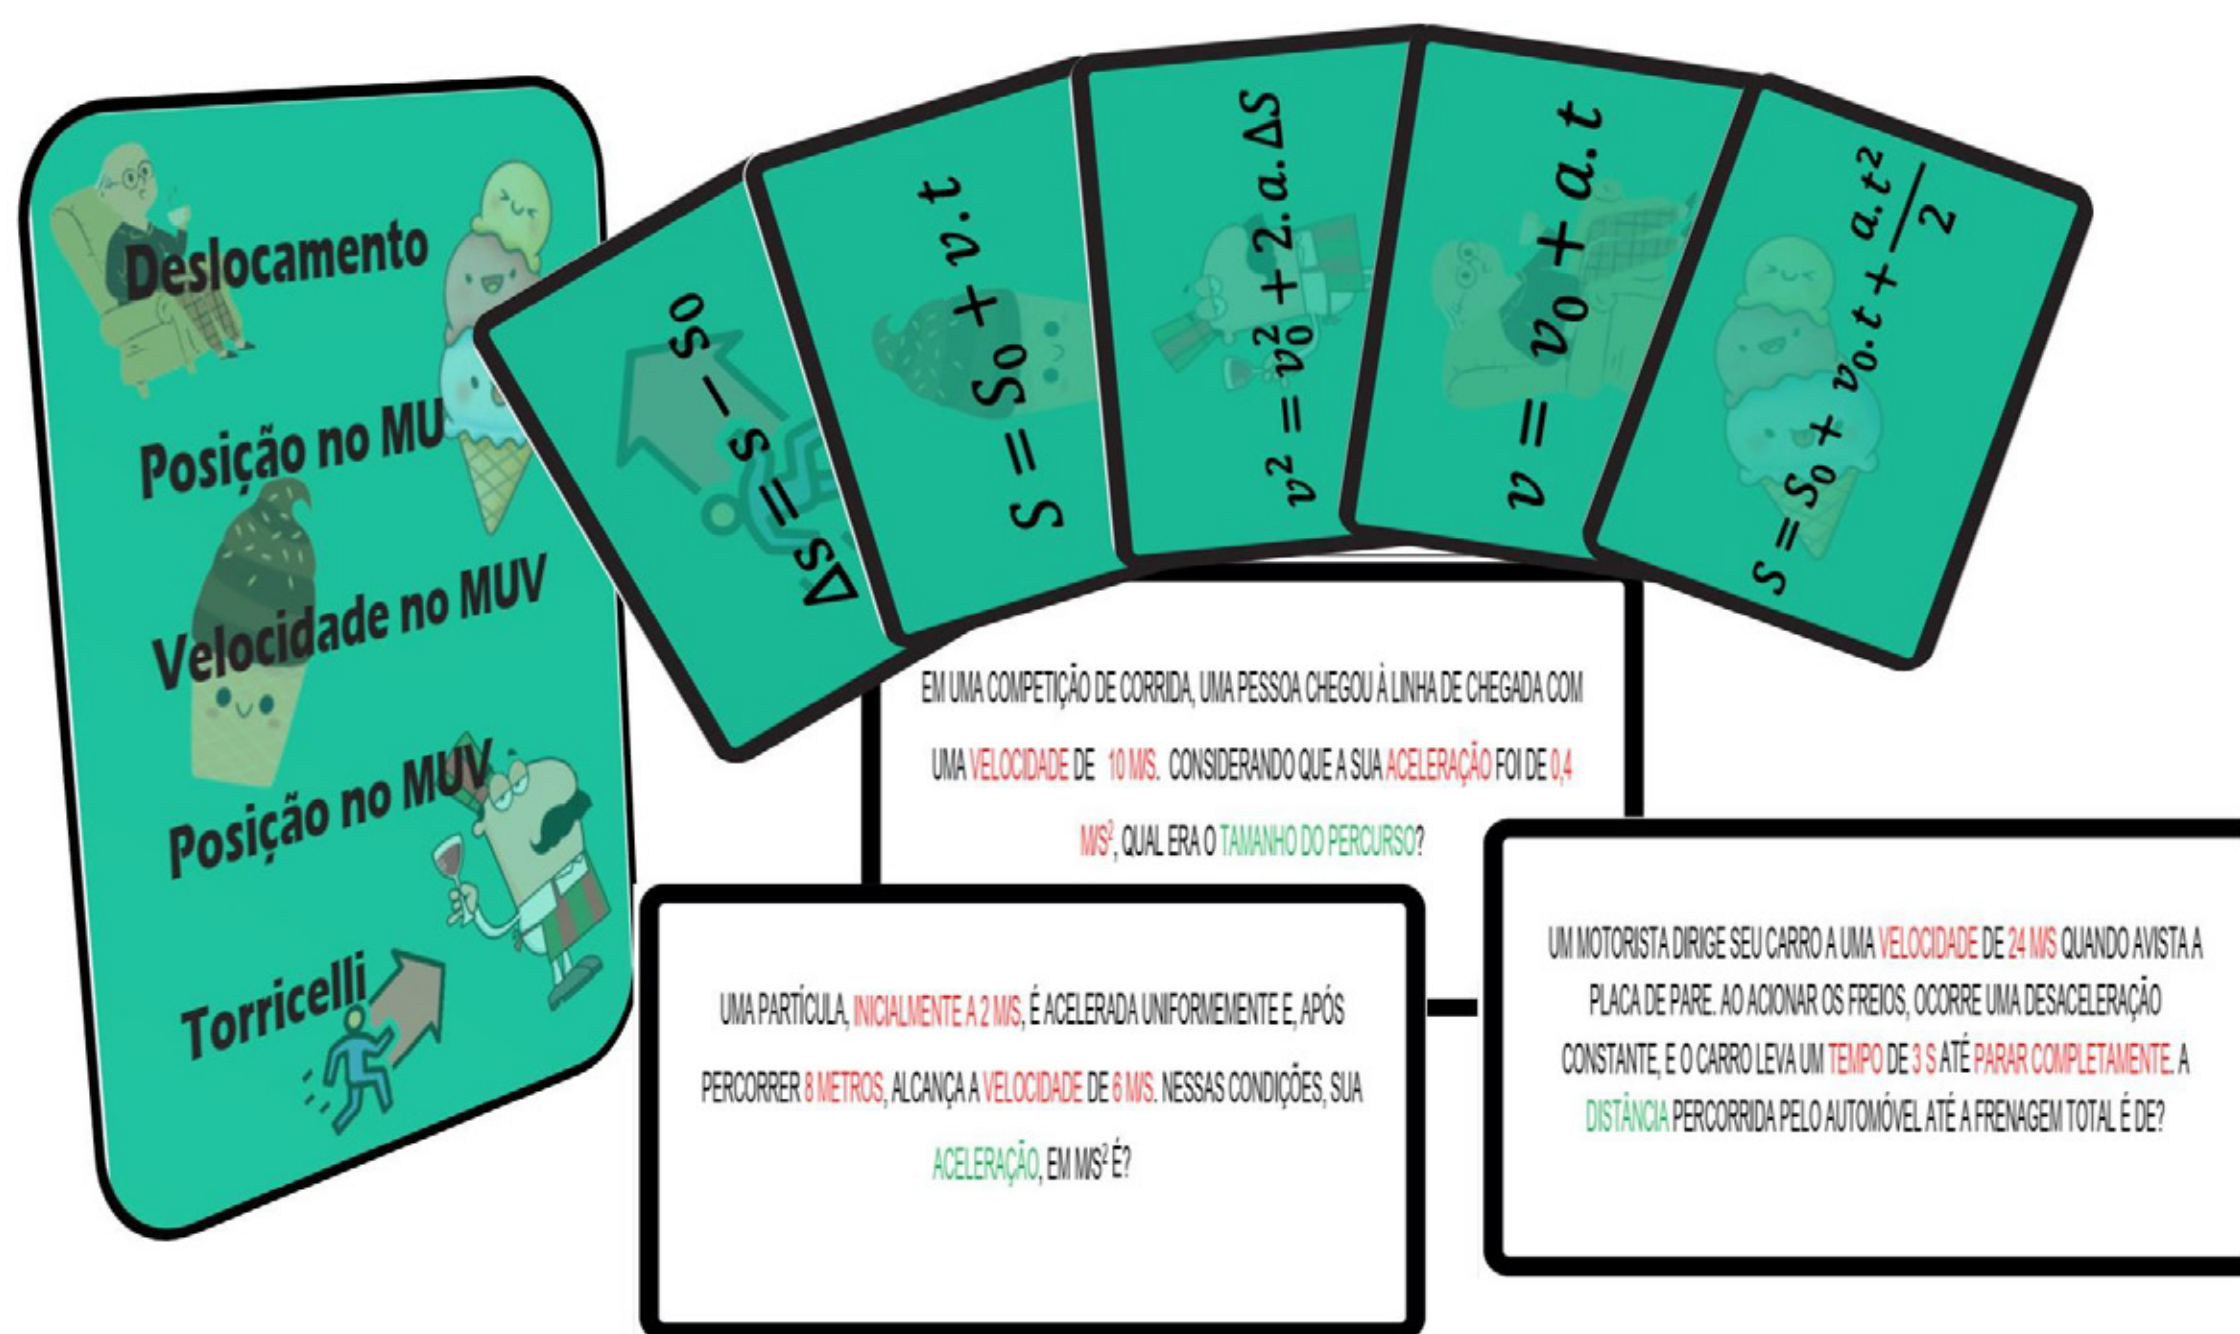 Deslocamento
Posição no MU
Velocidade no MUV
Posição no MUV
Torricelli
Δs = s − s₀
S = S₀ + v.t
v² = v₀² + 2.a.ΔS
v = v₀ + a.t
S = S₀ + v₀.t + a.t²/2
EM UMA COMPETIÇÃO DE CORRIDA, UMA PESSOA CHEGOU À LINHA DE CHEGADA COM
UMA VELOCIDADE DE 10 M/S. CONSIDERANDO QUE A SUA ACELERAÇÃO FOI DE 0,4
M/S², QUAL ERA O TAMANHO DO PERCURSO?
UMA PARTÍCULA, INICIALMENTE A 2 M/S, É ACELERADA UNIFORMEMENTE E, APÓS
PERCORRER 8 METROS, ALCANÇA A VELOCIDADE DE 6 M/S. NESSAS CONDIÇÕES, SUA
ACELERAÇÃO, EM M/S² É?
UM MOTORISTA DIRIGE SEU CARRO A UMA VELOCIDADE DE 24 M/S QUANDO AVISTA A
PLACA DE PARE. AO ACIONAR OS FREIOS, OCORRE UMA DESACELERAÇÃO
CONSTANTE, E O CARRO LEVA UM TEMPO DE 3 S ATÉ PARAR COMPLETAMENTE. A
DISTÂNCIA PERCORRIDA PELO AUTOMÓVEL ATÉ A FRENAGEM TOTAL É DE?